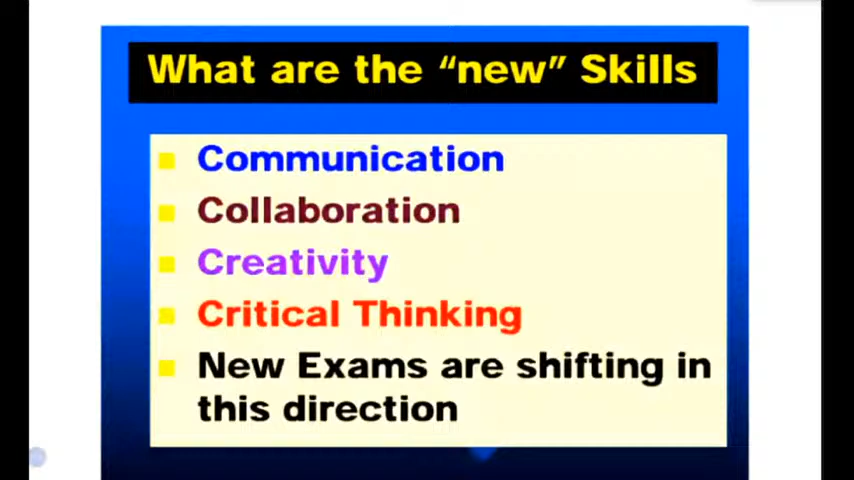 What are the “new” Skills
Communication
Collaboration
Creativity
Critical Thinking
New Exams are shifting in
this direction